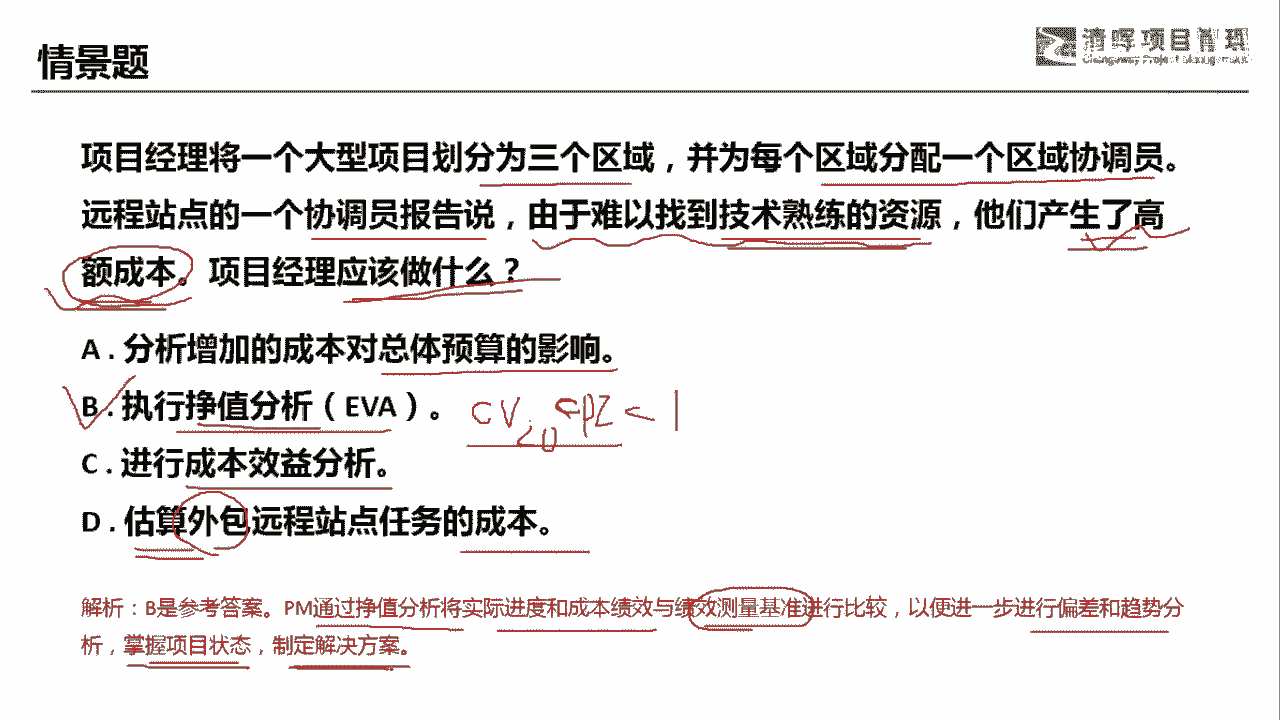 情景题
清晖项目管理
项目经理将一个大型项目划分为三个区域，并为每个区域分配一个区域协调员。
远程站点的一个协调员报告说，由于难以找到技术熟练的资源，他们产生了高
额成本。项目经理应该做什么？
A . 分析增加的成本对总体预算的影响。
B . 执行挣值分析（EVA）。 CV<0 CPI < 1
C . 进行成本效益分析。
D . 估算外包远程站点任务的成本。
解析：B是参考答案。PM通过挣值分析将实际进度和成本绩效与绩效测量基准进行比较，以便进一步进行偏差和趋势分
析，掌握项目状态，制定解决方案。